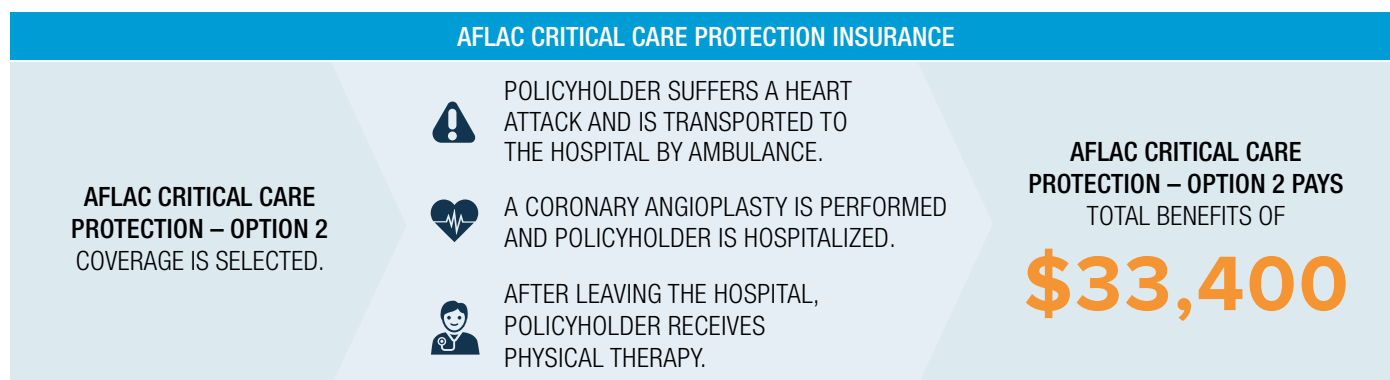 AFLAC CRITICAL CARE PROTECTION INSURANCE
AFLAC CRITICAL CARE
PROTECTION – OPTION 2
COVERAGE IS SELECTED.
POLICYHOLDER SUFFERS A HEART
ATTACK AND IS TRANSPORTED TO
THE HOSPITAL BY AMBULANCE.
A CORONARY ANGIOPLASTY IS PERFORMED
AND POLICYHOLDER IS HOSPITALIZED.
AFTER LEAVING THE HOSPITAL,
POLICYHOLDER RECEIVES
PHYSICAL THERAPY.
AFLAC CRITICAL CARE
PROTECTION – OPTION 2 PAYS
TOTAL BENEFITS OF
$33,400